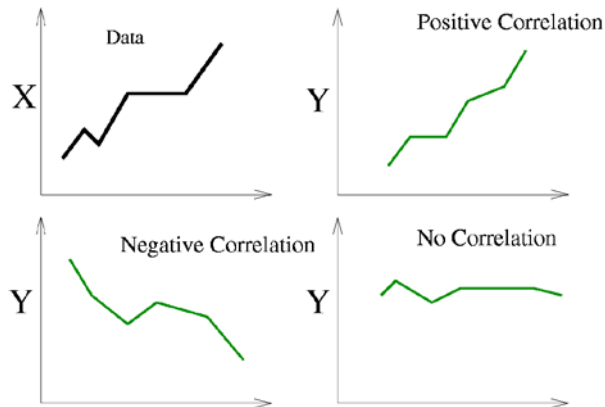 Data
X
Positive Correlation
Y
Negative Correlation
Y
No Correlation
Y